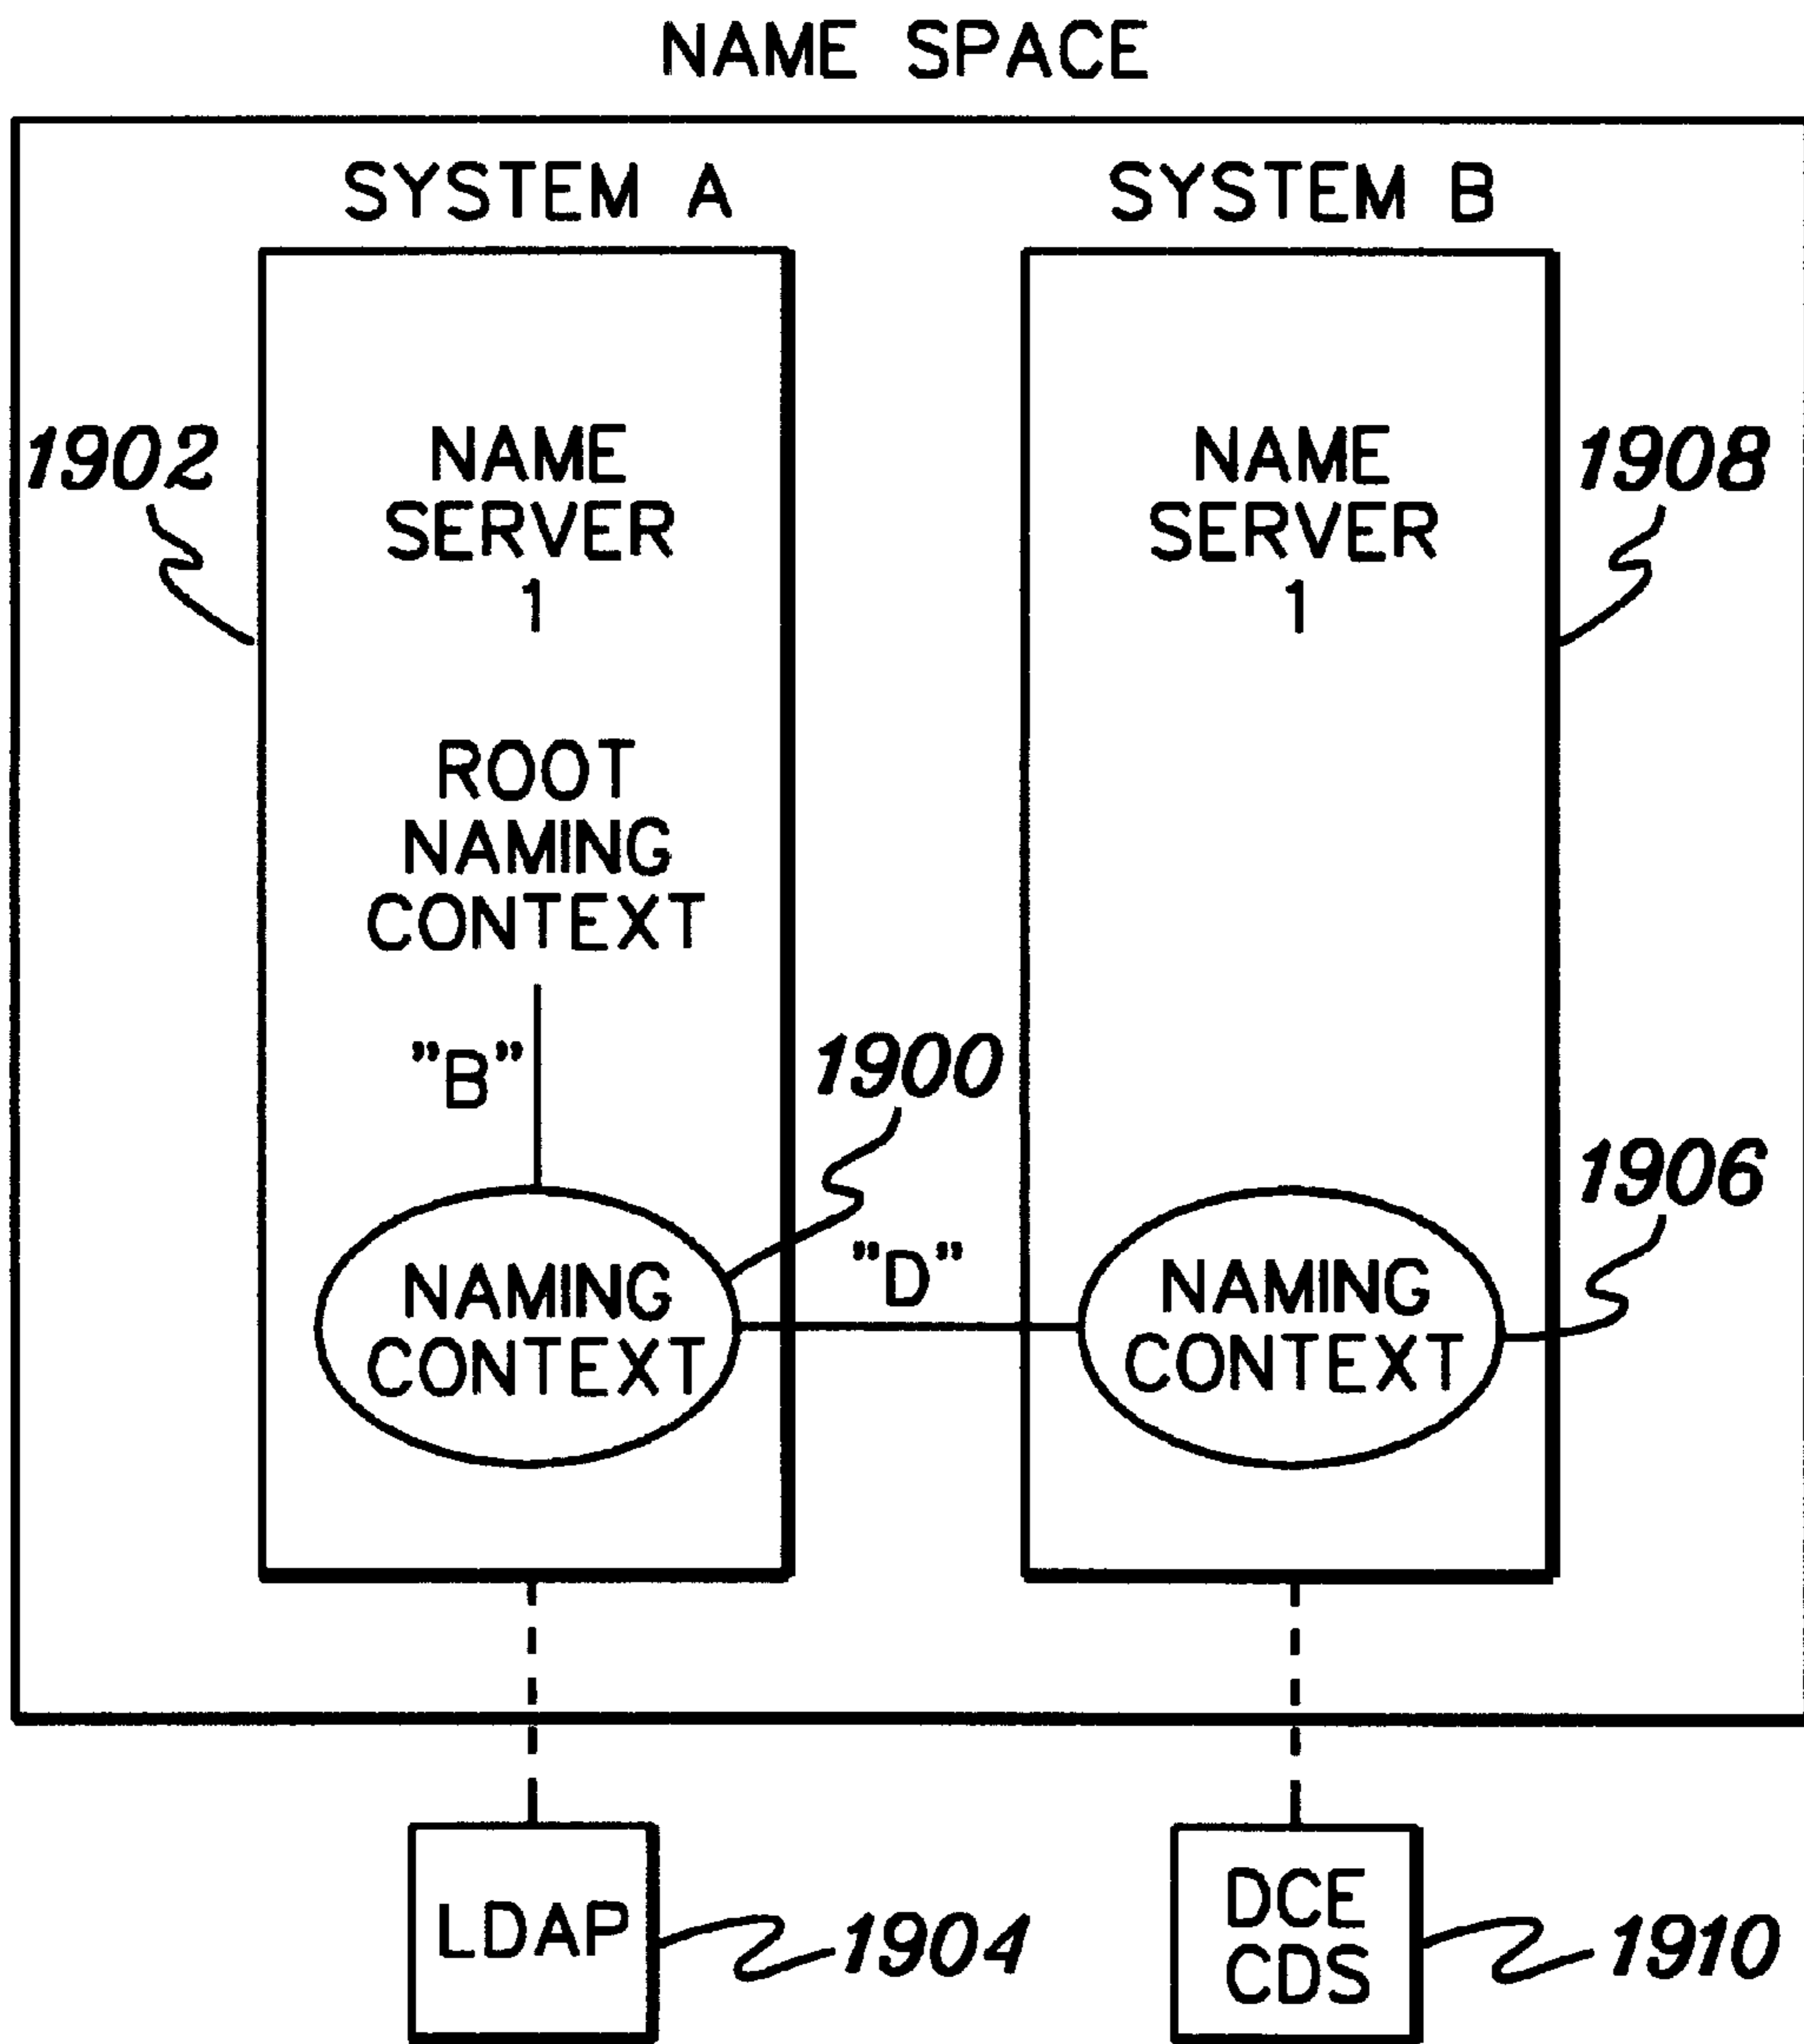 NAME SPACE
SYSTEM A
SYSTEM B
1902
NAME
SERVER
1
NAME
SERVER
1
1908
ROOT
NAMING
CONTEXT
"B"
1900
"D"
1906
NAMING
CONTEXT
NAMING
CONTEXT
LDAP
1904
DCE
CDS
1910